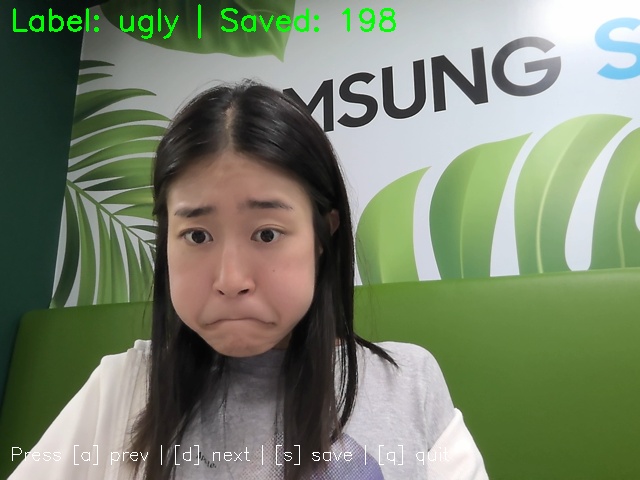 Label: ugly | Saved: 198
MSUNG S
Press [a] prev | [d] next | [s] save | [q] quit